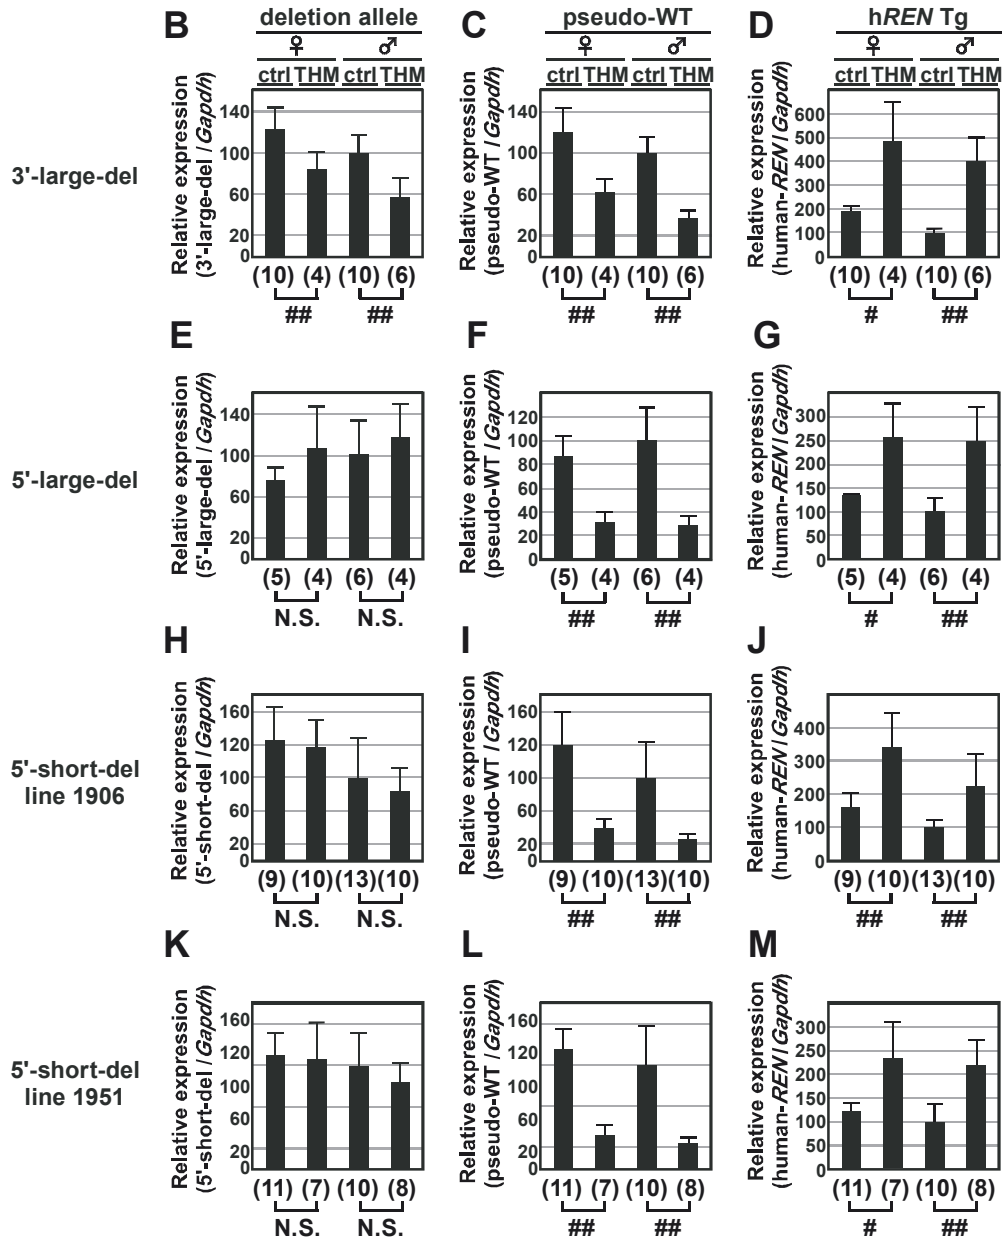 B deletion allele C pseudo-WT D hREN Tg
♀ ♂ ♀ ♂ ♀ ♂
ctrl THM ctrl THM ctrl THM ctrl THM ctrl THM ctrl THM
3'-large-del
Relative expression
(3'-large-del / Gapdh)
140
100
60
20
0
(10) (4) (10) (6)
## ##
Relative expression
(pseudo-WT / Gapdh)
140
100
60
20
0
(10) (4) (10) (6)
## ##
Relative expression
(human-REN / Gapdh)
600
500
400
300
200
100
0
(10) (4) (10) (6)
# ##
E F G
5'-large-del
Relative expression
(5'-large-del / Gapdh)
140
100
60
20
0
(5) (4) (6) (4)
N.S. N.S.
Relative expression
(pseudo-WT / Gapdh)
120
100
80
60
40
20
0
(5) (4) (6) (4)
## ##
Relative expression
(human-REN / Gapdh)
300
250
200
150
100
50
0
(5) (4) (6) (4)
# ##
H I J
5'-short-del
line 1906
Relative expression
(5'-short-del / Gapdh)
160
120
100
60
20
0
(9) (10) (13) (10)
N.S. N.S.
Relative expression
(pseudo-WT / Gapdh)
160
120
100
60
20
0
(9) (10) (13) (10)
## ##
Relative expression
(human-REN / Gapdh)
400
300
200
100
0
(9) (10) (13) (10)
## ##
K L M
5'-short-del
line 1951
Relative expression
(5'-short-del / Gapdh)
160
120
100
60
20
0
(11) (7) (10) (8)
N.S. N.S.
Relative expression
(pseudo-WT / Gapdh)
160
120
100
60
20
0
(11) (7) (10) (8)
## ##
Relative expression
(human-REN / Gapdh)
300
250
200
150
100
50
0
(11) (7) (10) (8)
# ##